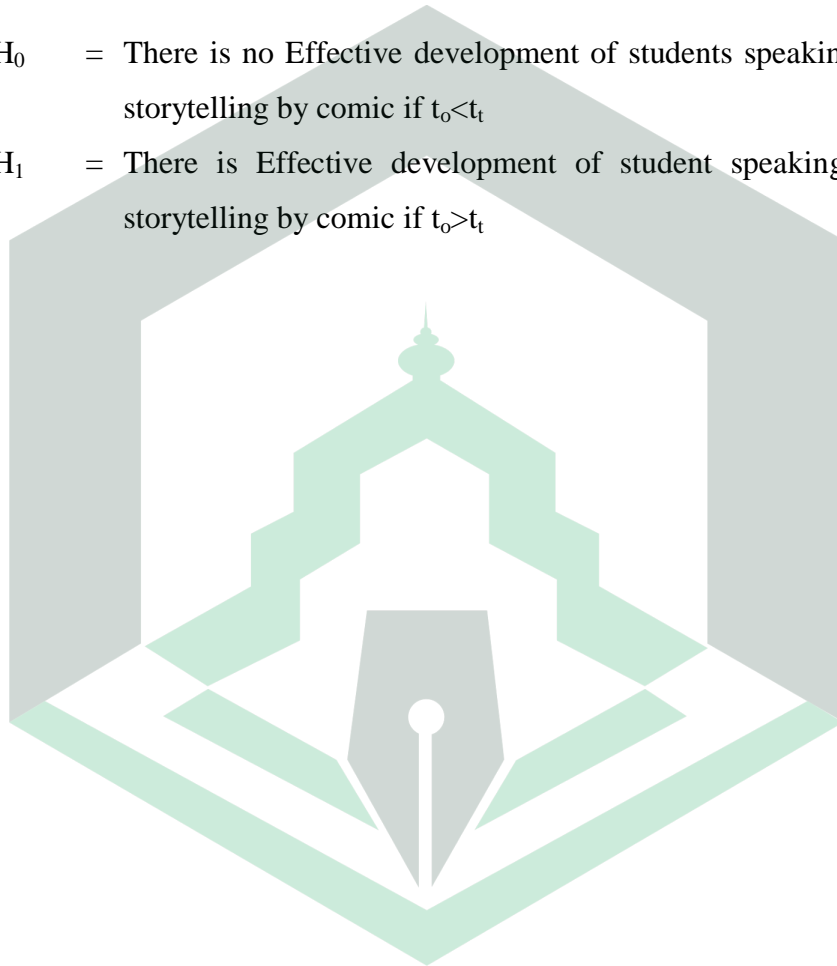 H₀ = There is no Effective development of students speakin
storytelling by comic if tₒ<tₜ
H₁ = There is Effective development of student speaking
storytelling by comic if tₒ>tₜ